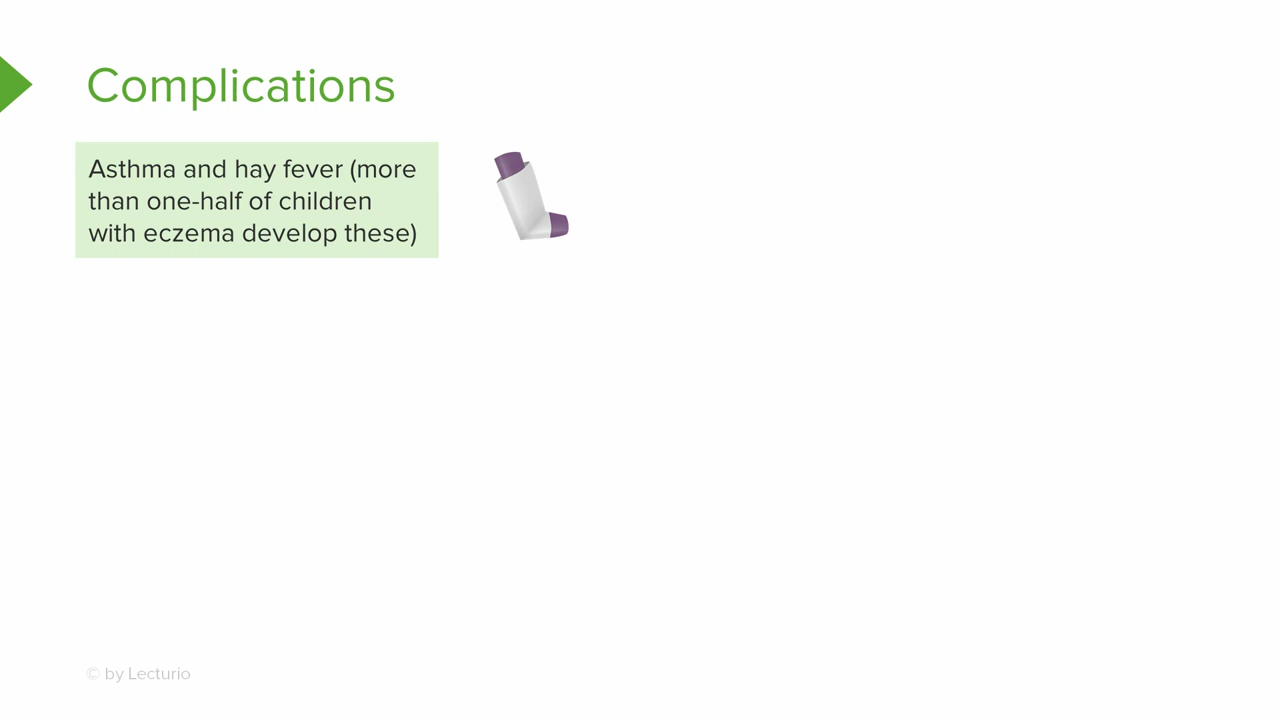 Complications
Asthma and hay fever (more
than one-half of children
with eczema develop these)
© by Lecturio